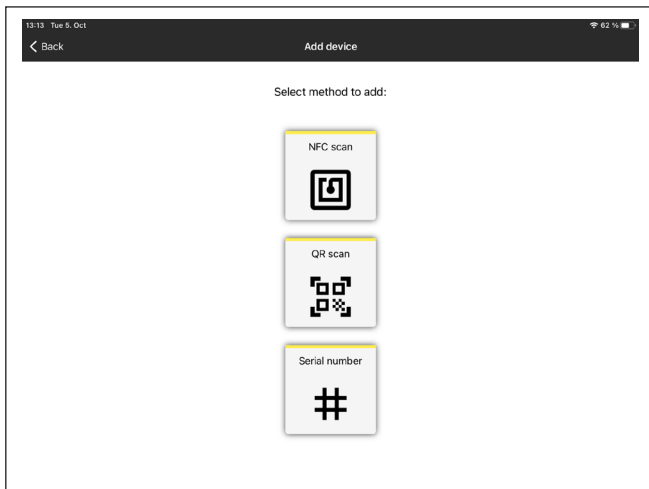 13:13 Tue 5. Oct
62 %
Back
Add device
Select method to add:
NFC scan
QR scan
Serial number